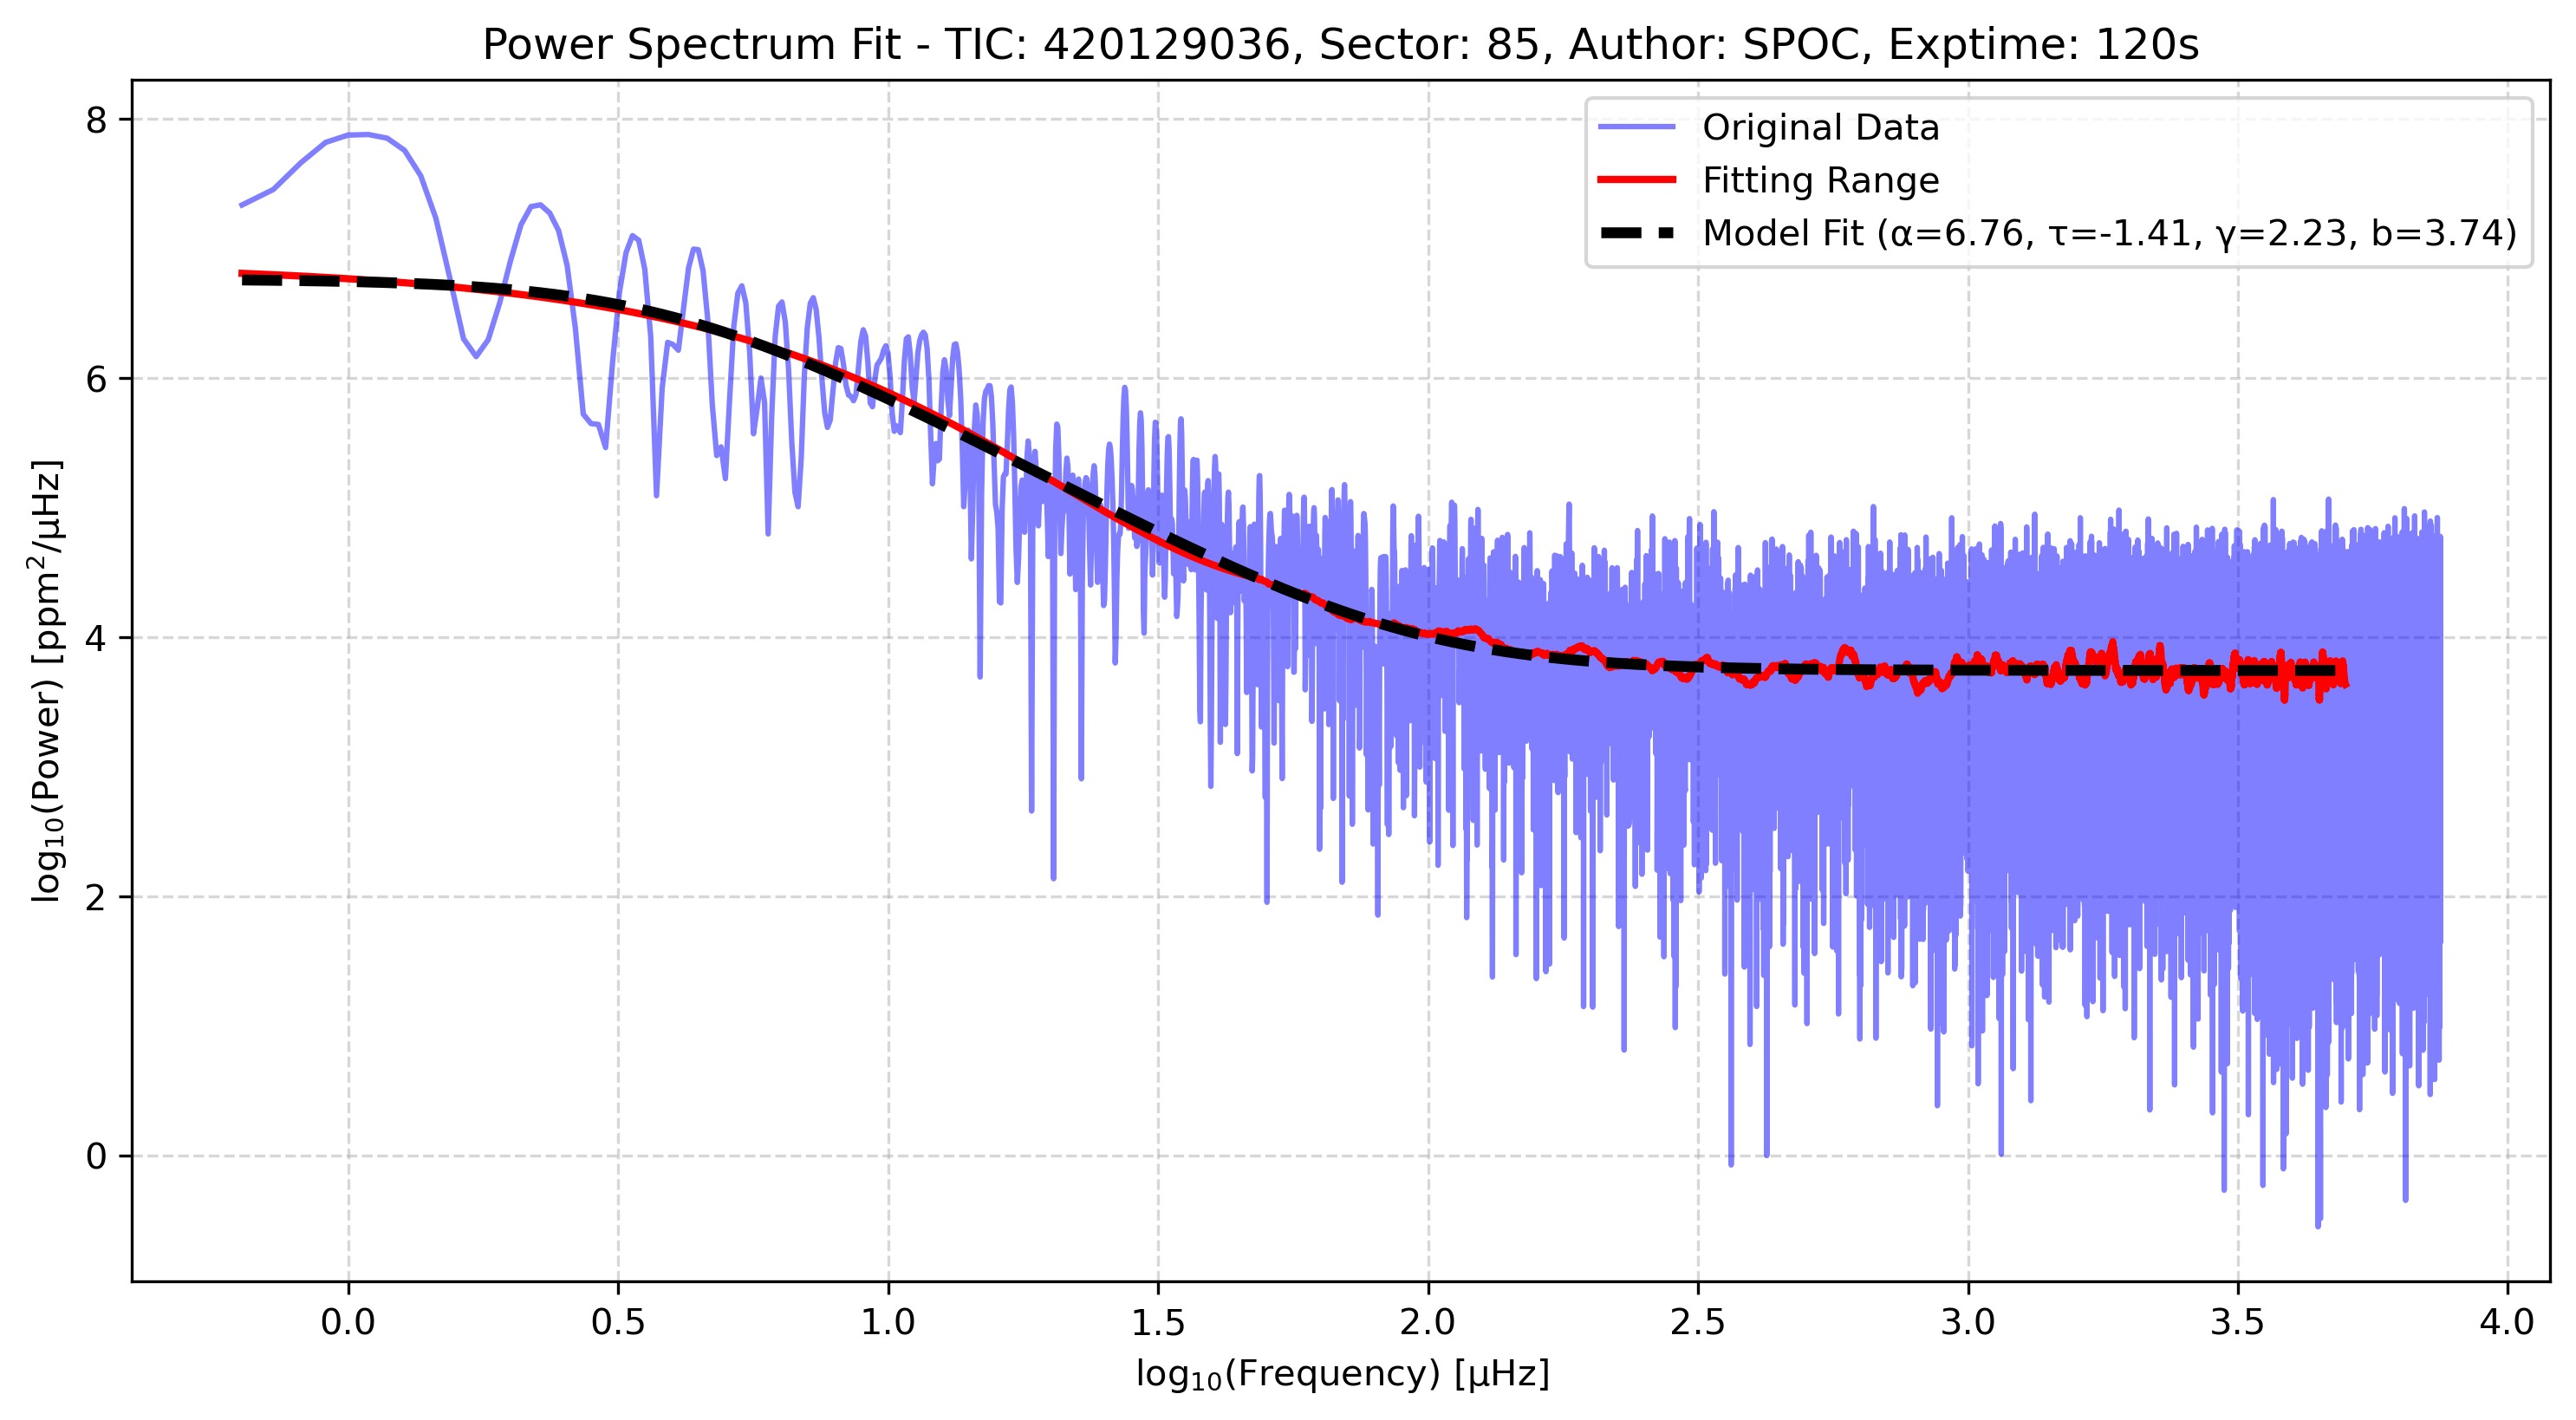 Power Spectrum Fit - TIC: 420129036, Sector: 85, Author: SPOC, Exptime: 120s
Original Data
Fitting Range
Model Fit (α=6.76, τ=-1.41, γ=2.23, b=3.74)
log₁₀(Power) [ppm²/μHz]
8
6
4
2
0
0.0 0.5 1.0 1.5 2.0 2.5 3.0 3.5 4.0
log₁₀(Frequency) [μHz]